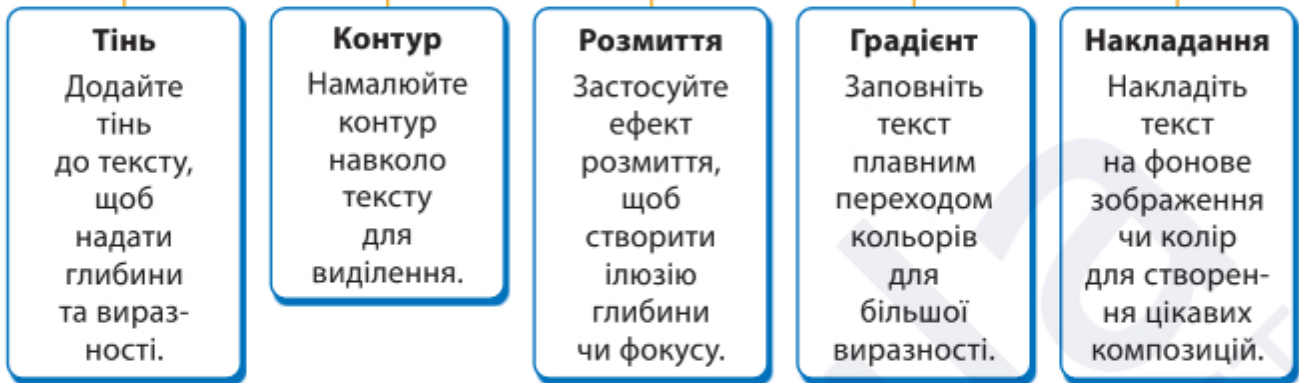 Тінь
Додайте
тінь
до тексту,
щоб
надати
глибини
та вираз-
ності.
Контур
Намалюйте
контур
навколо
тексту
для
виділення.
Розмиття
Застосуйте
ефект
розмиття,
щоб
створити
ілюзію
глибини
чи фокусу.
Градієнт
Заповніть
текст
плавним
переходом
кольорів
для
більшої
виразності.
Накладання
Накладіть
текст
на фонове
зображення
чи колір
для створен-
ня цікавих
композицій.